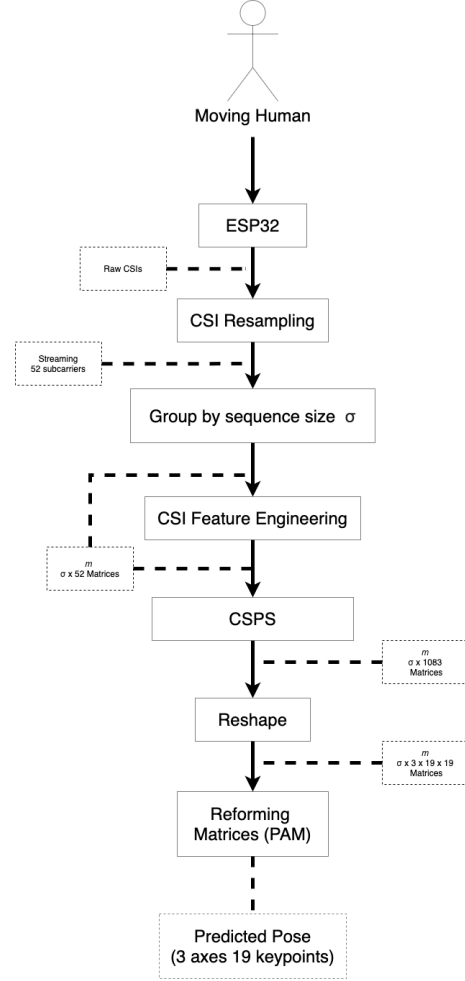 Moving Human
ESP32
Raw CSIs
CSI Resampling
Streaming
52 subcarriers
Group by sequence size σ
CSI Feature Engineering
m
σ x 52 Matrices
CSPS
m
σ x 1083
Matrices
Reshape
m
σ x 3 x 19 x 19
Matrices
Reforming
Matrices (PAM)
Predicted Pose
(3 axes 19 keypoints)